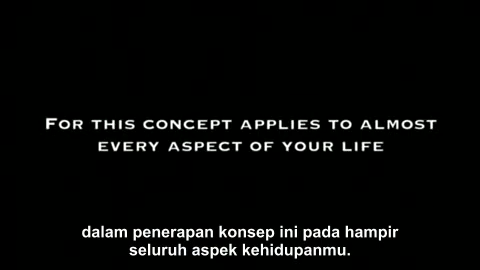 FOR THIS CONCEPT APPLIES TO ALMOST
EVERY ASPECT OF YOUR LIFE
dalam penerapan konsep ini pada hampir
seluruh aspek kehidupanmu.